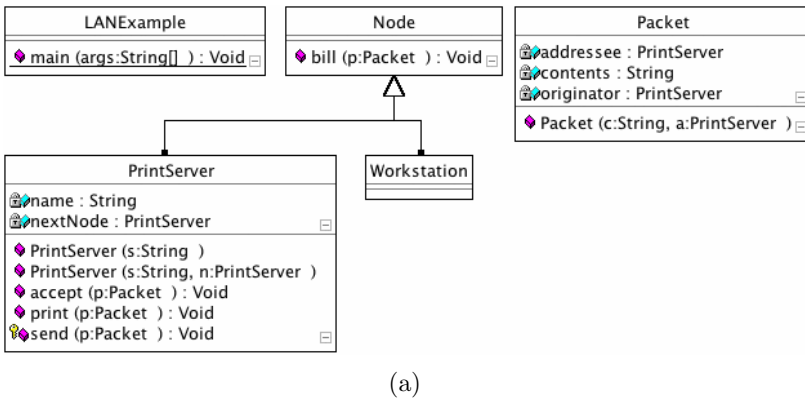 LANExample
main (args:String[] ) : Void
Node
bill (p:Packet ) : Void
Packet
addressee : PrintServer
contents : String
originator : PrintServer
Packet (c:String, a:PrintServer )
PrintServer
name : String
nextNode : PrintServer
PrintServer (s:String )
PrintServer (s:String, n:PrintServer )
accept (p:Packet ) : Void
print (p:Packet ) : Void
send (p:Packet ) : Void
Workstation
(a)